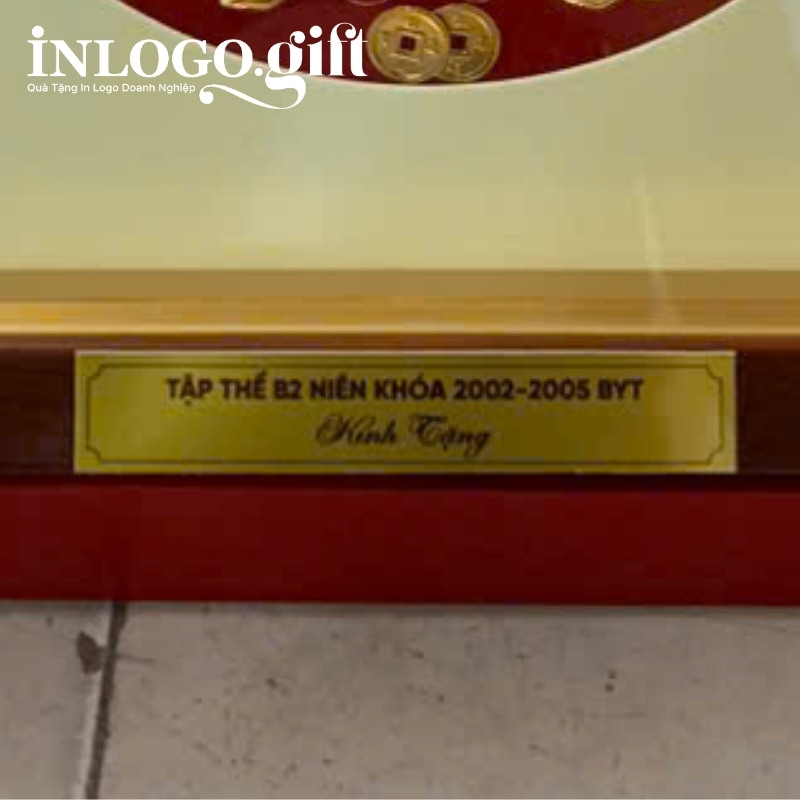 inLOGO.gift
Quà Tặng In Logo Doanh Nghiệp
TẬP THỂ B2 NIÊN KHÓA 2002-2005 BYT
Kính Tặng